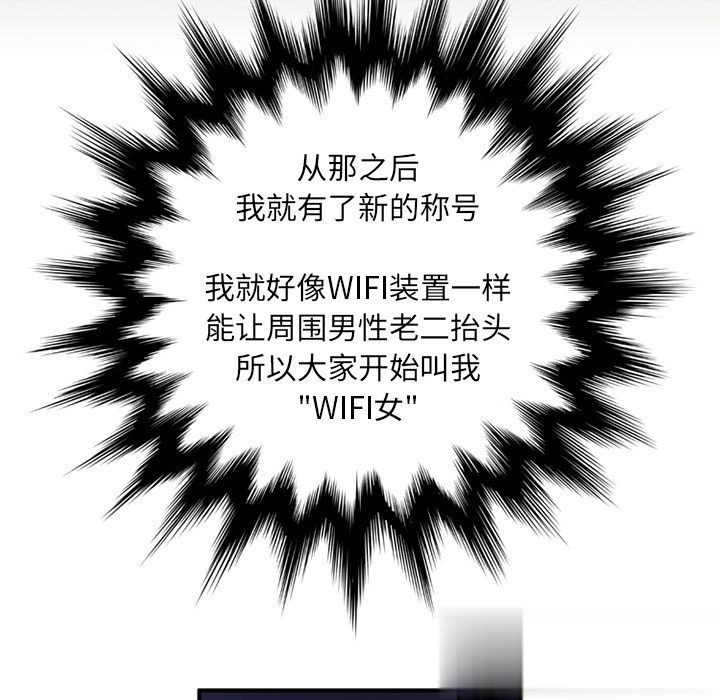 从那之后
我就有了新的称号
我就好像WIFI装置一样
能让周围男性老二抬头
所以大家开始叫我
"WIFI女"